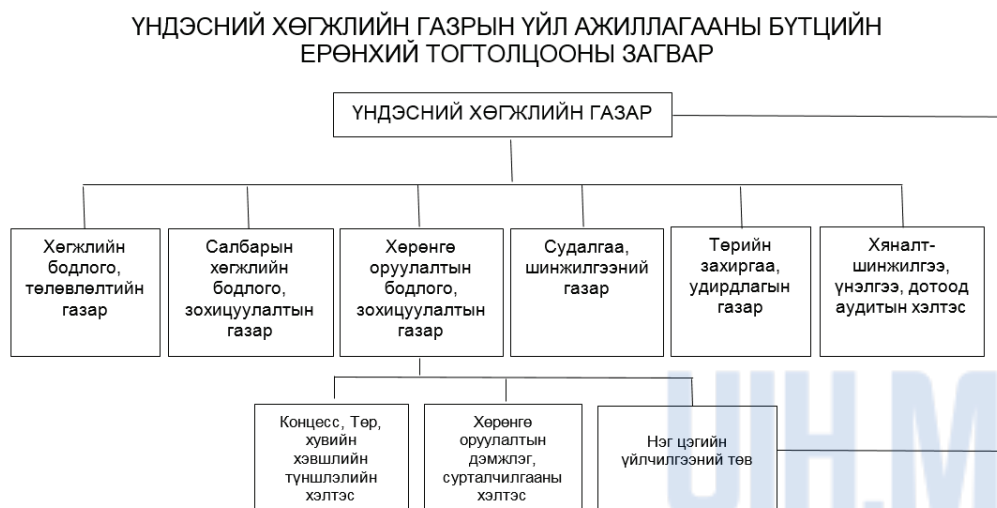 ҮНДЭСНИЙ ХӨГЖЛИЙН ГАЗРЫН ҮЙЛ АЖИЛЛАГААНЫ БҮТЦИЙН
ЕРӨНХИЙ ТОГТОЛЦООНЫ ЗАГВАР
ҮНДЭСНИЙ ХӨГЖЛИЙН ГАЗАР
Хөгжлийн
бодлого,
төлөвлөлтийн
газар
Салбарын
хөгжлийн
бодлого,
зохицуулалтын
газар
Хөрөнгө
оруулалтын
бодлого,
зохицуулалтын
газар
Судалгаа,
шинжилгээний
газар
Төрийн
захиргаа,
удирдлагын
газар
Хяналт-
шинжилгээ,
үнэлгээ, дотоод
аудитын хэлтэс
Концесс, Төр,
хувийн
хэвшлийн
түншлэлийн
хэлтэс
Хөрөнгө
оруулалтын
дэмжлэг,
сурталчилгааны
хэлтэс
Нэг цэгийн
үйлчилгээний төв
UIH.M